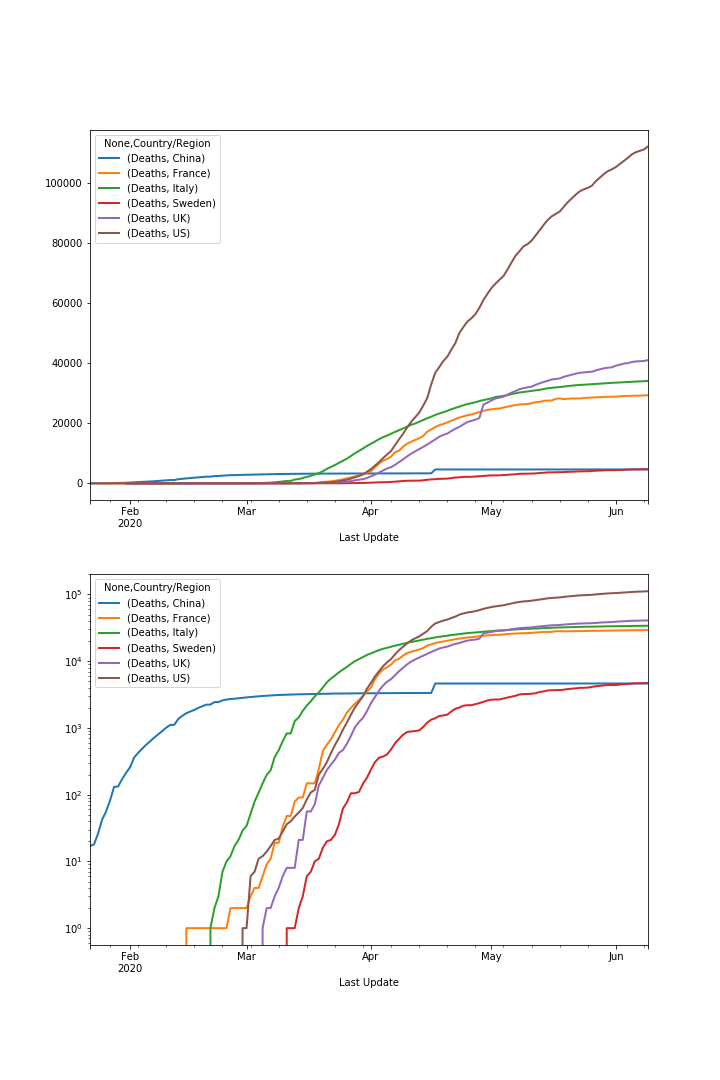 None,Country/Region
(Deaths, China)
(Deaths, France)
(Deaths, Italy)
(Deaths, Sweden)
(Deaths, UK)
(Deaths, US)
100000
80000
60000
40000
20000
0
Feb
2020
Mar
Apr
May
Jun
Last Update
None,Country/Region
(Deaths, China)
(Deaths, France)
(Deaths, Italy)
(Deaths, Sweden)
(Deaths, UK)
(Deaths, US)
10⁵
10⁴
10³
10²
10¹
10⁰
Feb
2020
Mar
Apr
May
Jun
Last Update